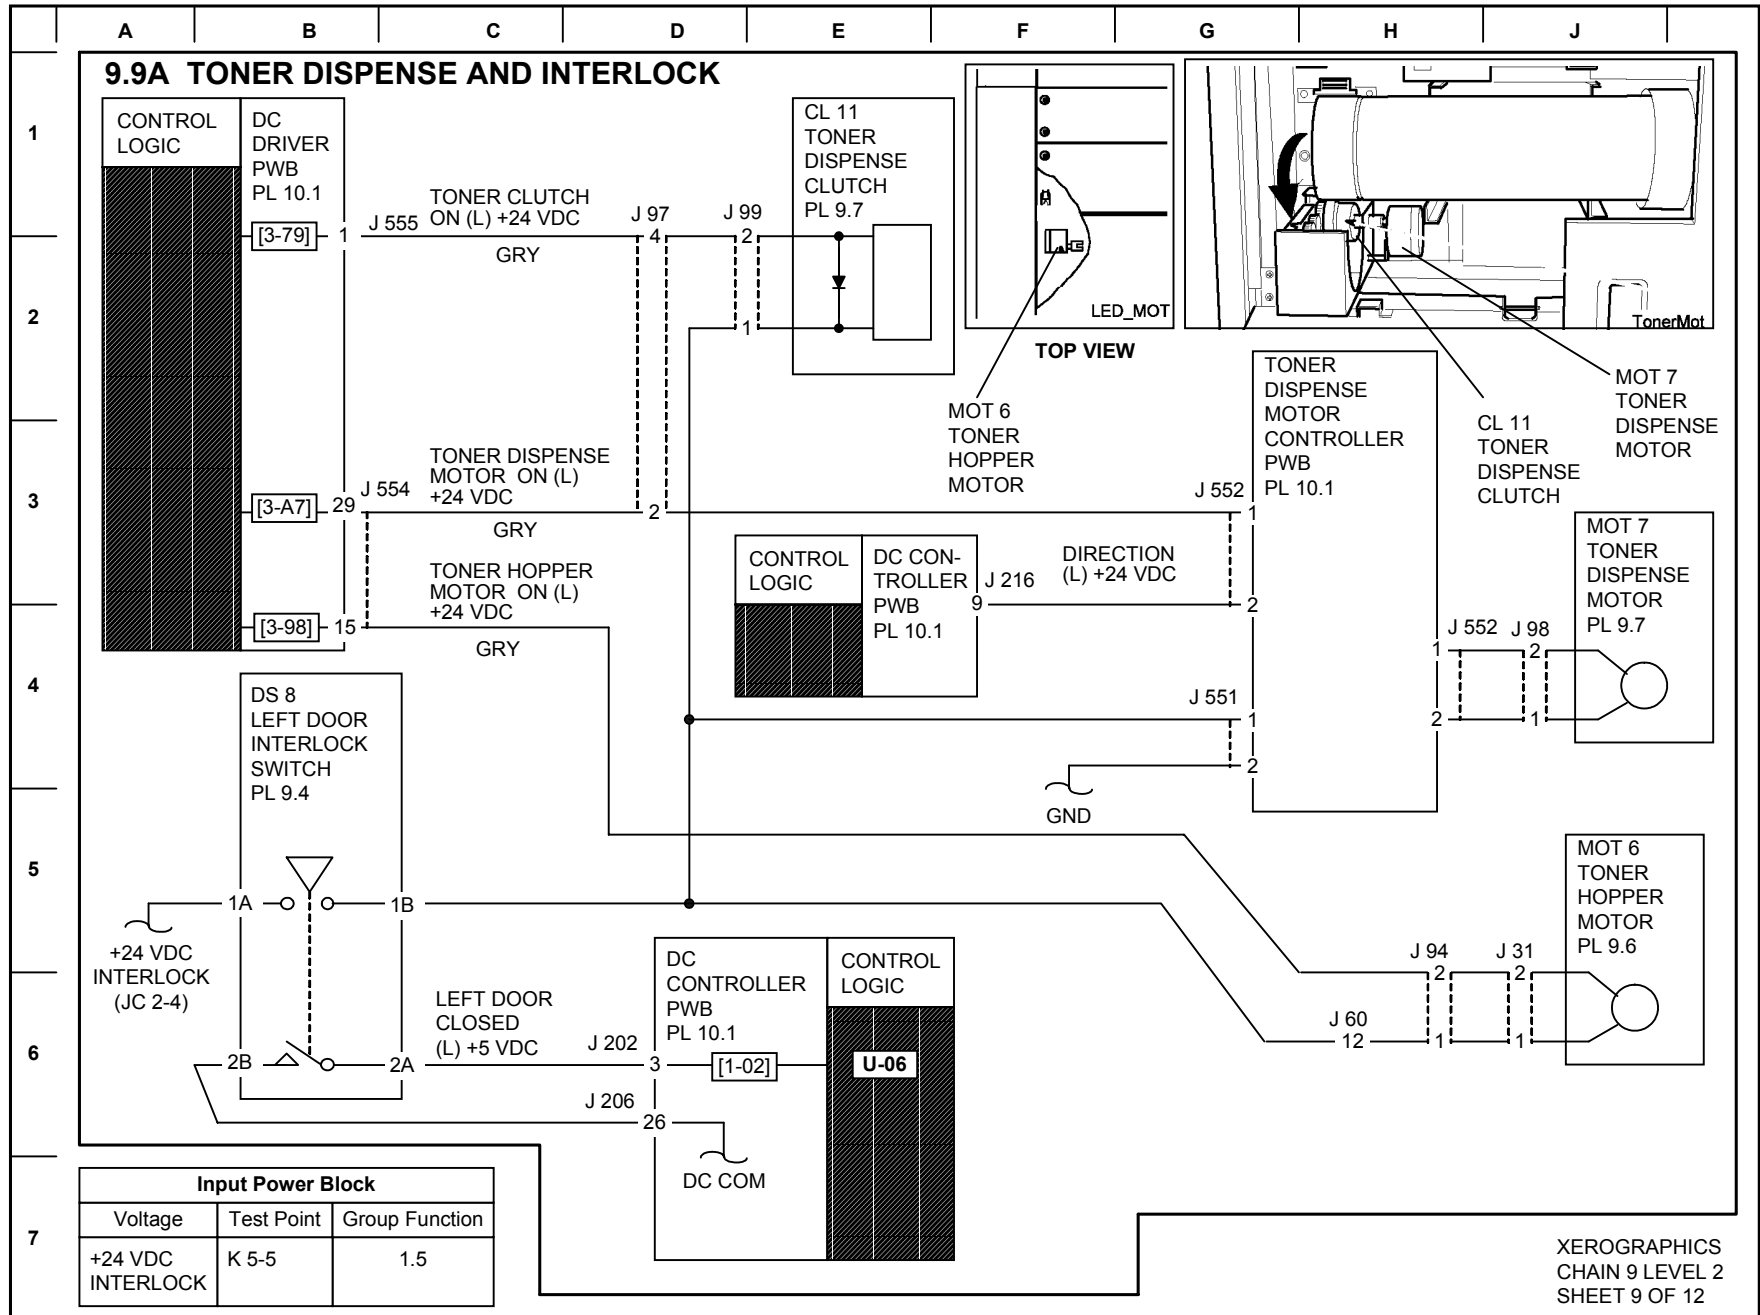 A B C D E F G H J
1
2
3
4
5
6
7
9.9A TONER DISPENSE AND INTERLOCK
CONTROL
LOGIC
DC
DRIVER
PWB
PL 10.1
[3-79]
1
J 555
TONER CLUTCH
ON (L) +24 VDC
GRY
J 97
4
J 99
2
1
CL 11
TONER
DISPENSE
CLUTCH
PL 9.7
LED_MOT
TOP VIEW
MOT 6
TONER
HOPPER
MOTOR
TonerMot
CL 11
TONER
DISPENSE
CLUTCH
MOT 7
TONER
DISPENSE
MOTOR
[3-A7]
29
J 554
TONER DISPENSE
MOTOR ON (L)
+24 VDC
GRY
2
[3-98]
15
TONER HOPPER
MOTOR ON (L)
+24 VDC
GRY
CONTROL
LOGIC
DC CON-
TROLLER
PWB
PL 10.1
J 216
9
DIRECTION
(L) +24 VDC
J 552
1
2
TONER
DISPENSE
MOTOR
CONTROLLER
PWB
PL 10.1
J 551
1
2
GND
J 552
1
2
J 98
2
1
MOT 7
TONER
DISPENSE
MOTOR
PL 9.7
DS 8
LEFT DOOR
INTERLOCK
SWITCH
PL 9.4
1A
1B
+24 VDC
INTERLOCK
(JC 2-4)
2B
2A
LEFT DOOR
CLOSED
(L) +5 VDC
J 202
3
J 206
26
DC
CONTROLLER
PWB
PL 10.1
[1-02]
DC COM
CONTROL
LOGIC
U-06
J 60
12
J 94
2
1
J 31
2
1
MOT 6
TONER
HOPPER
MOTOR
PL 9.6
Input Power Block
Voltage Test Point Group Function
+24 VDC K 5-5 1.5
INTERLOCK
XEROGRAPHICS
CHAIN 9 LEVEL 2
SHEET 9 OF 12